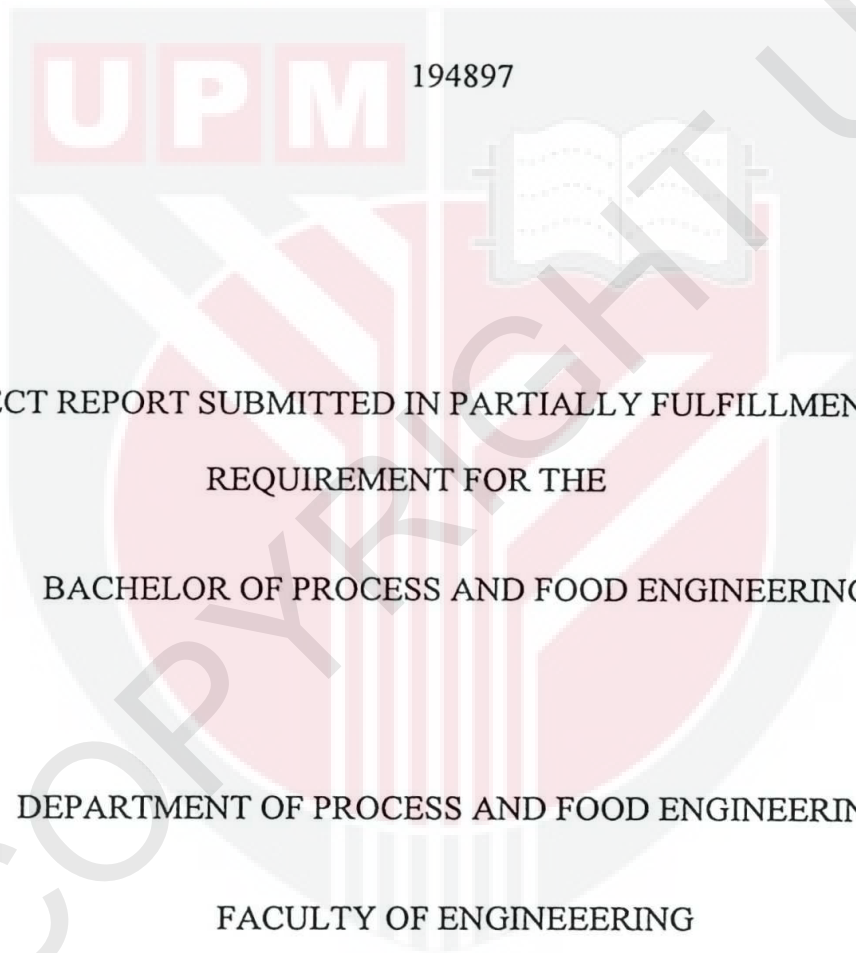 UPM
194897
ECT REPORT SUBMITTED IN PARTIALLY FULFILLMEN
REQUIREMENT FOR THE
BACHELOR OF PROCESS AND FOOD ENGINEERING
DEPARTMENT OF PROCESS AND FOOD ENGINEERIN
FACULTY OF ENGINEEERING
COPYRIGHT U